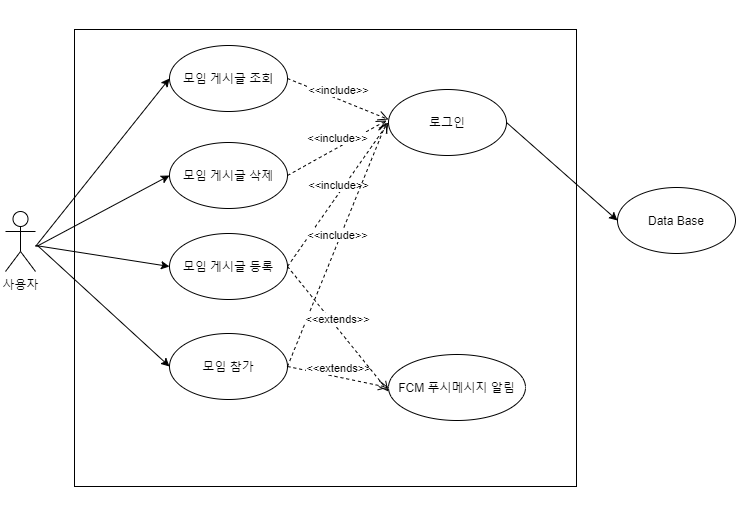 모임 게시글 조회
<<include>>
로그인
<<include>>
모임 게시글 삭제
<<include>>
Data Base
<<include>>
모임 게시글 등록
사용자
<<extends>>
모임 참가
<<extends>>
FCM 푸시메시지 알림